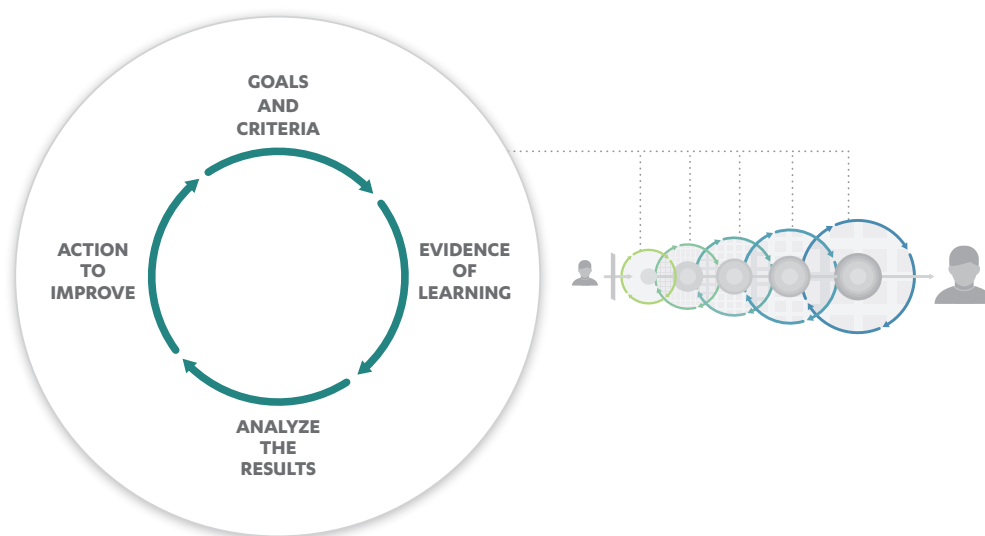 GOALS
AND
CRITERIA
EVIDENCE
OF
LEARNING
ANALYZE
THE
RESULTS
ACTION
TO
IMPROVE